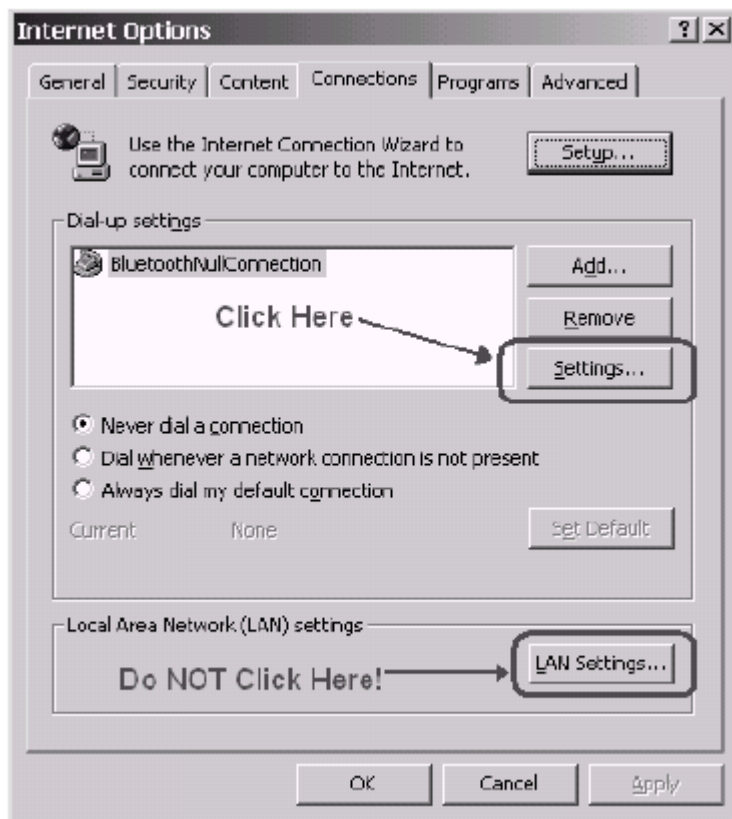 Internet Options
General Security Content Connections Programs Advanced
Use the Internet Connection Wizard to
connect your computer to the Internet.
Setup...
Dial-up settings
BluetoothNullConnection
Add...
Click Here
Remove
Settings...
Never dial a connection
Dial whenever a network connection is not present
Always dial my default connection
Current None
Set Default
Local Area Network (LAN) settings
Do NOT Click Here!
LAN Settings...
OK Cancel Apply